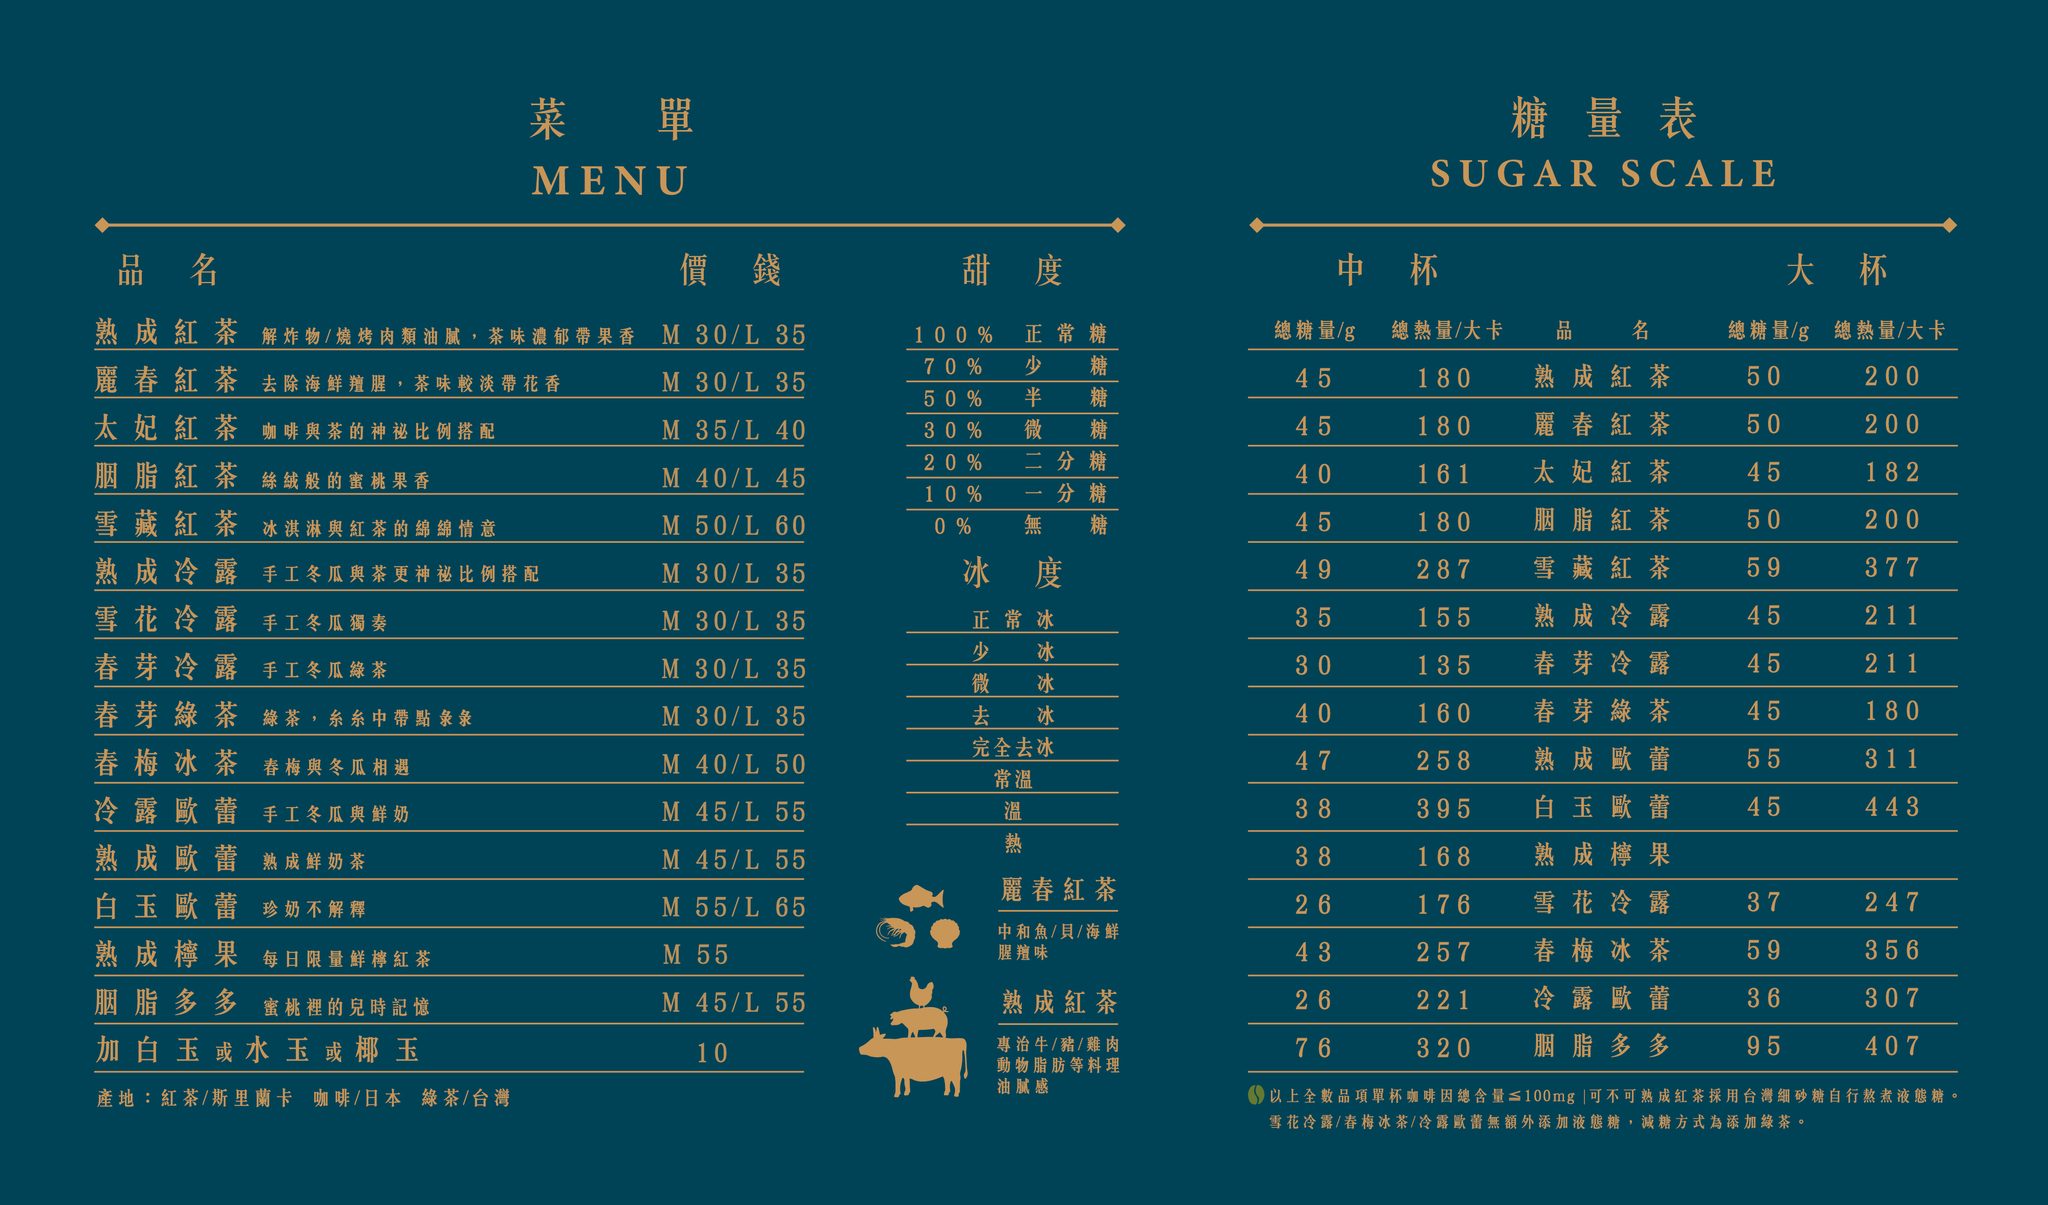 菜單
MENU
品名 價錢
熟成紅茶 解炸物/燒烤肉類油膩，茶味濃郁帶果香 M 30/L 35
麗春紅茶 去除海鮮羶腥，茶味較淡帶花香 M 30/L 35
太妃紅茶 咖啡與茶的神祕比例搭配 M 35/L 40
胭脂紅茶 絲絨般的蜜桃果香 M 40/L 45
雪藏紅茶 冰淇淋與紅茶的綿綿情意 M 50/L 60
熟成冷露 手工冬瓜與茶更神祕比例搭配 M 30/L 35
雪花冷露 手工冬瓜獨奏 M 30/L 35
春芽冷露 手工冬瓜綠茶 M 30/L 35
春芽綠茶 綠茶，糸糸中帶點彔彔 M 30/L 35
春梅冰茶 春梅與冬瓜相遇 M 40/L 50
冷露歐蕾 手工冬瓜與鮮奶 M 45/L 55
熟成歐蕾 熟成鮮奶茶 M 45/L 55
白玉歐蕾 珍奶不解釋 M 55/L 65
熟成檸果 每日限量鮮檸紅茶 M 55
胭脂多多 蜜桃裡的兒時記憶 M 45/L 55
加白玉或水玉或椰玉 10
產地：紅茶/斯里蘭卡 咖啡/日本 綠茶/台灣
甜度
100% 正常糖
70% 少糖
50% 半糖
30% 微糖
20% 二分糖
10% 一分糖
0% 無糖
冰度
正常冰
少冰
微冰
去冰
完全去冰
常溫
溫
熱
麗春紅茶
中和魚/貝/海鮮
腥羶味
熟成紅茶
專治牛/豬/雞肉
動物脂肪等料理
油膩感
糖量表
SUGAR SCALE
中杯 大杯
總糖量/g 總熱量/大卡 品名 總糖量/g 總熱量/大卡
45 180 熟成紅茶 50 200
45 180 麗春紅茶 50 200
40 161 太妃紅茶 45 182
45 180 胭脂紅茶 50 200
49 287 雪藏紅茶 59 377
35 155 熟成冷露 45 211
30 135 春芽冷露 45 211
40 160 春芽綠茶 45 180
47 258 熟成歐蕾 55 311
38 395 白玉歐蕾 45 443
38 168 熟成檸果
26 176 雪花冷露 37 247
43 257 春梅冰茶 59 356
26 221 冷露歐蕾 36 307
76 320 胭脂多多 95 407
以上全數品項單杯咖啡因總含量≦100mg |可不可熟成紅茶採用台灣細砂糖自行熬煮液態糖。
雪花冷露/春梅冰茶/冷露歐蕾無額外添加液態糖，減糖方式為添加綠茶。